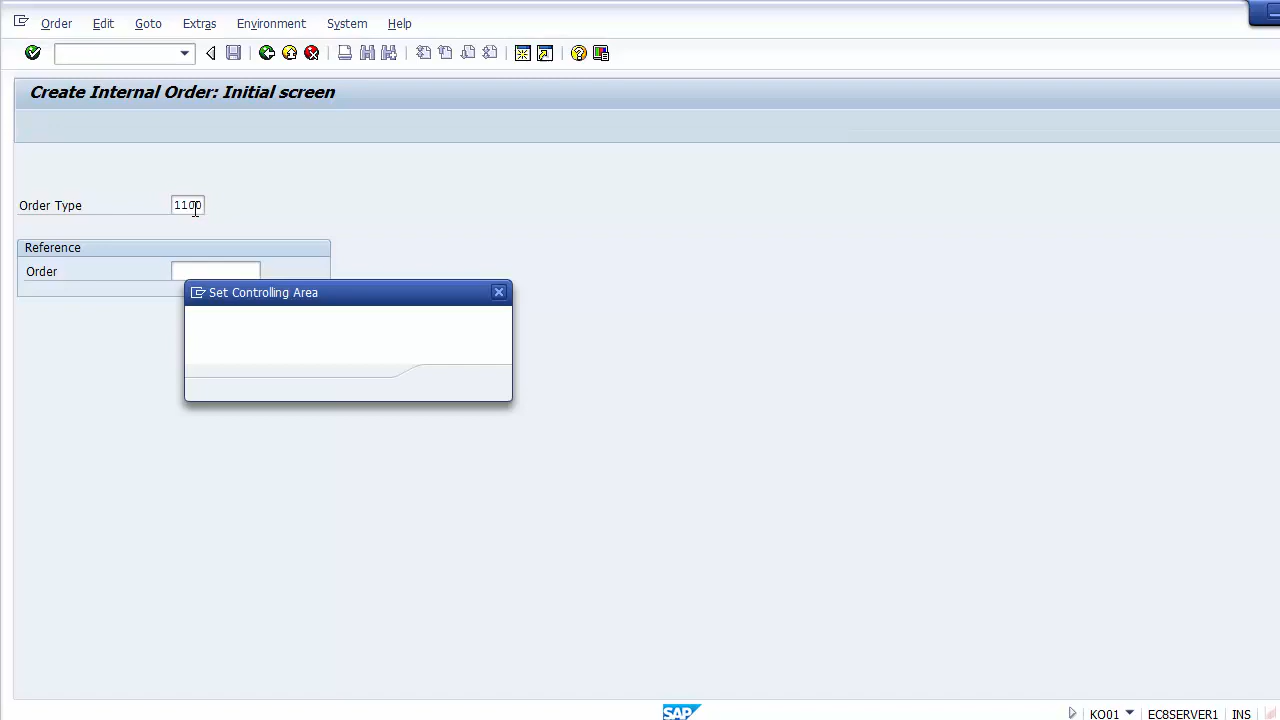 Order Edit Goto Extras Environment System Help
Create Internal Order: Initial screen
Order Type 1100
Reference
Order
Set Controlling Area
SAP KO01 EC8SERVER1 INS